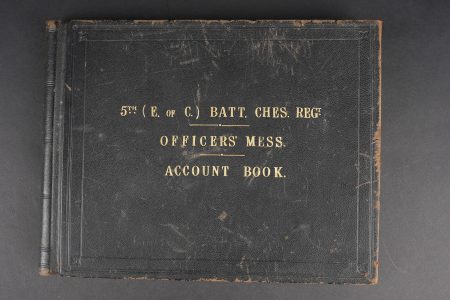 5TH (E. OF C.) BATT. CHES. REGT.
OFFICERS' MESS.
ACCOUNT BOOK.